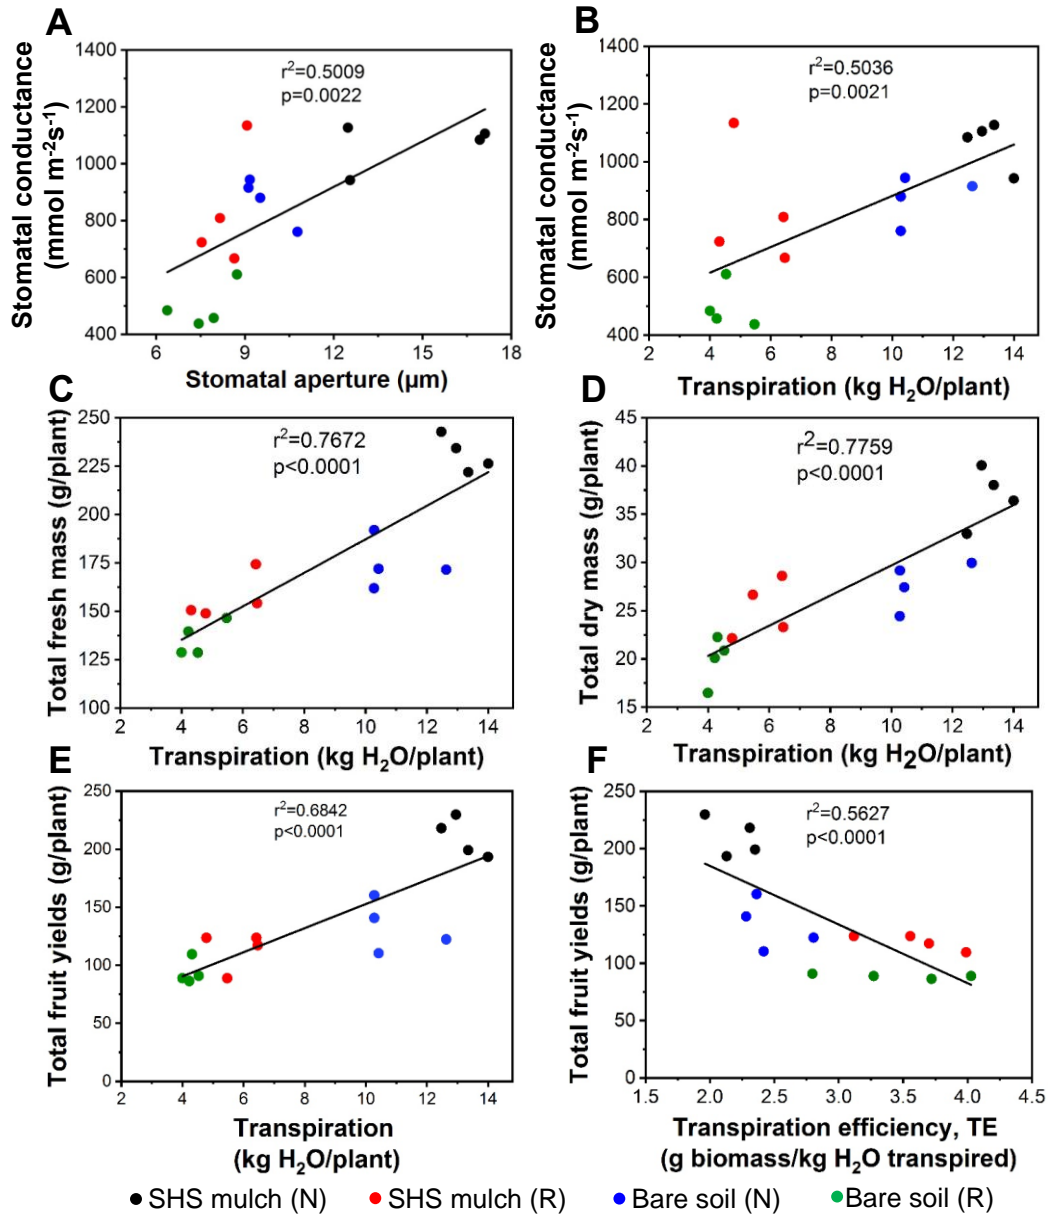 A
Stomatal conductance
(mmol m⁻²s⁻¹)
1400
1200
1000
800
600
400
r²=0.5009
p=0.0022
6 9 12 15 18
Stomatal aperture (µm)
B
Stomatal conductance
(mmol m⁻²s⁻¹)
1400
1200
1000
800
600
400
r²=0.5036
p=0.0021
2 4 6 8 10 12 14
Transpiration (kg H₂O/plant)
C
Total fresh mass (g/plant)
250
225
200
175
150
125
100
r²=0.7672
p<0.0001
2 4 6 8 10 12 14
Transpiration (kg H₂O/plant)
D
Total dry mass (g/plant)
45
40
35
30
25
20
15
r2=0.7759
p<0.0001
2 4 6 8 10 12 14
Transpiration (kg H2O/plant)
E
Total fruit yields (g/plant)
250
200
150
100
50
0
r²=0.6842
p<0.0001
2 4 6 8 10 12 14
Transpiration
(kg H₂O/plant)
F
Total fruit yields (g/plant)
250
200
150
100
50
0
r²=0.5627
p<0.0001
1.5 2.0 2.5 3.0 3.5 4.0 4.5
Transpiration efficiency, TE
(g biomass/kg H₂O transpired)
SHS mulch (N) SHS mulch (R) Bare soil (N) Bare soil (R)